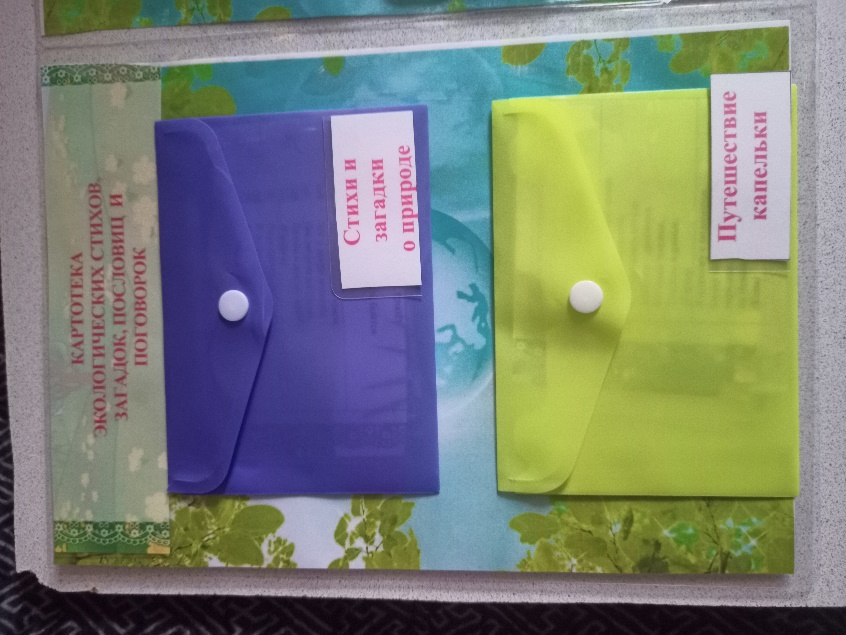 КАРТОТЕКА
ЭКОЛОГИЧЕСКИХ СТИХОВ,
ЗАГАДОК, ПОСЛОВИЦ И
ПОГОВОРОК
Стихи и
загадки
о природе
Путешествие
капельки